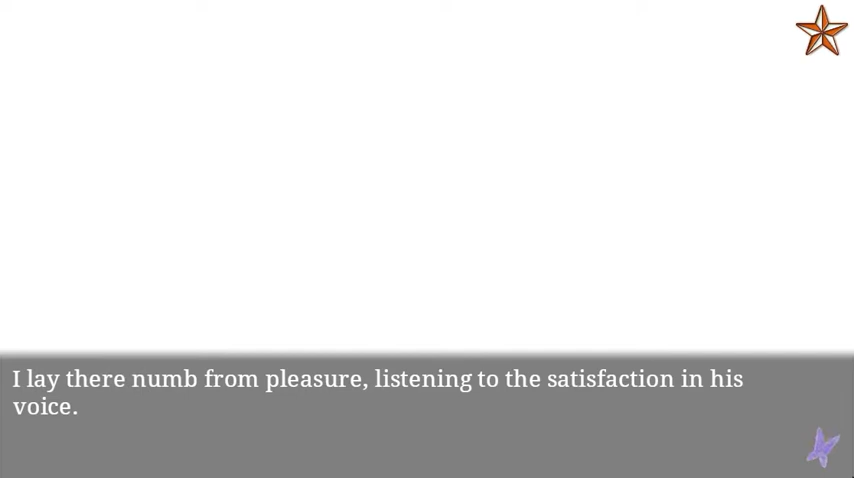 I lay there numb from pleasure, listening to the satisfaction in his
voice.